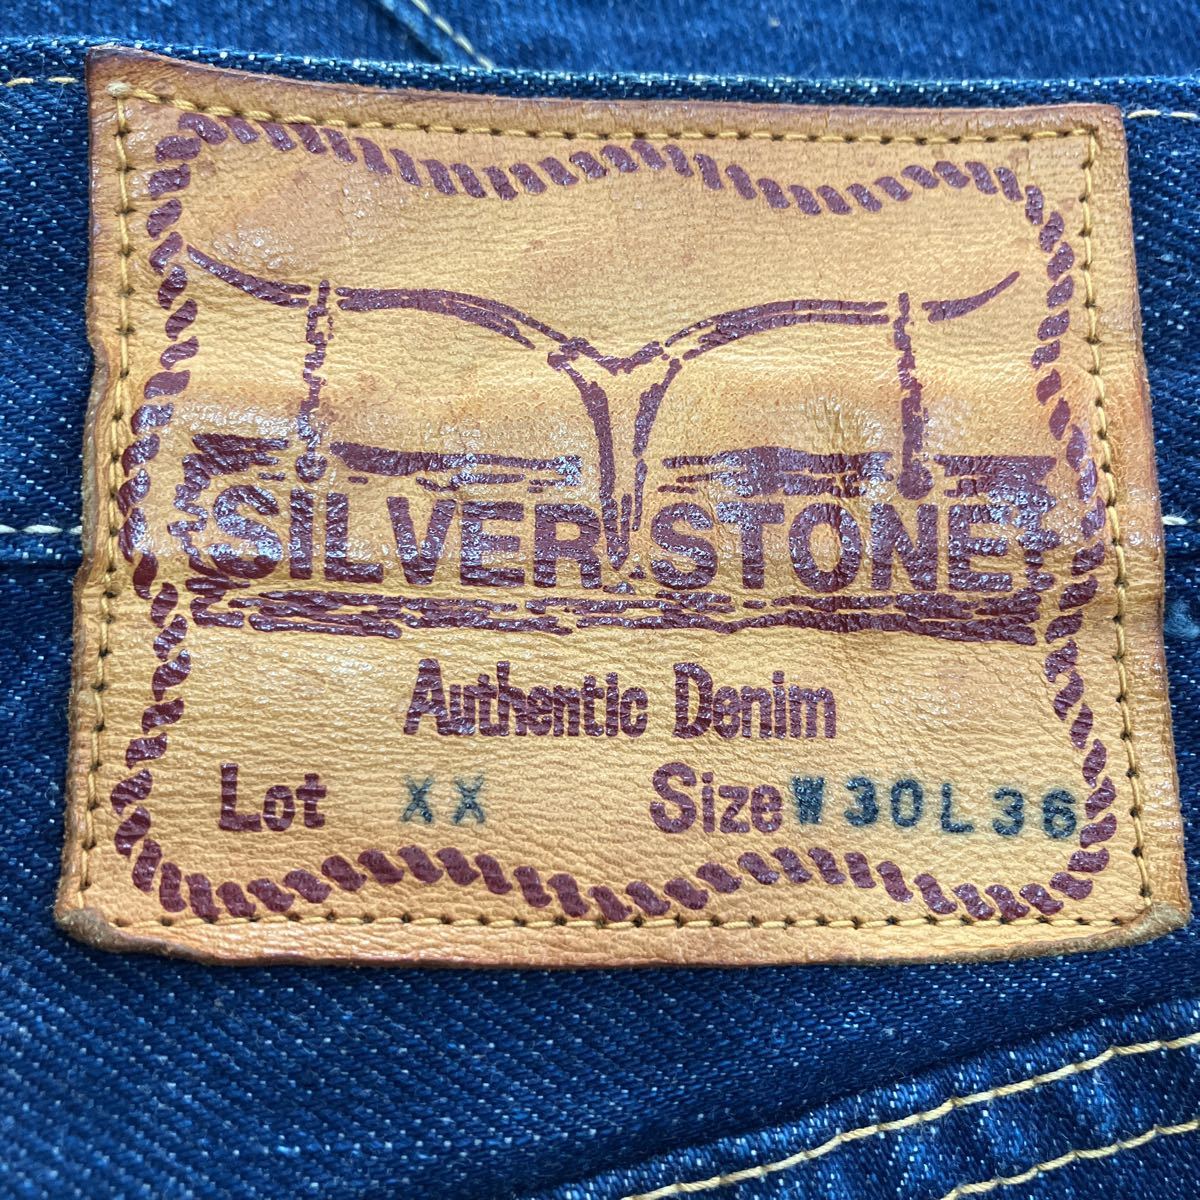 SILVER STONE
Authentic Denim
Lot XX Size W30L36